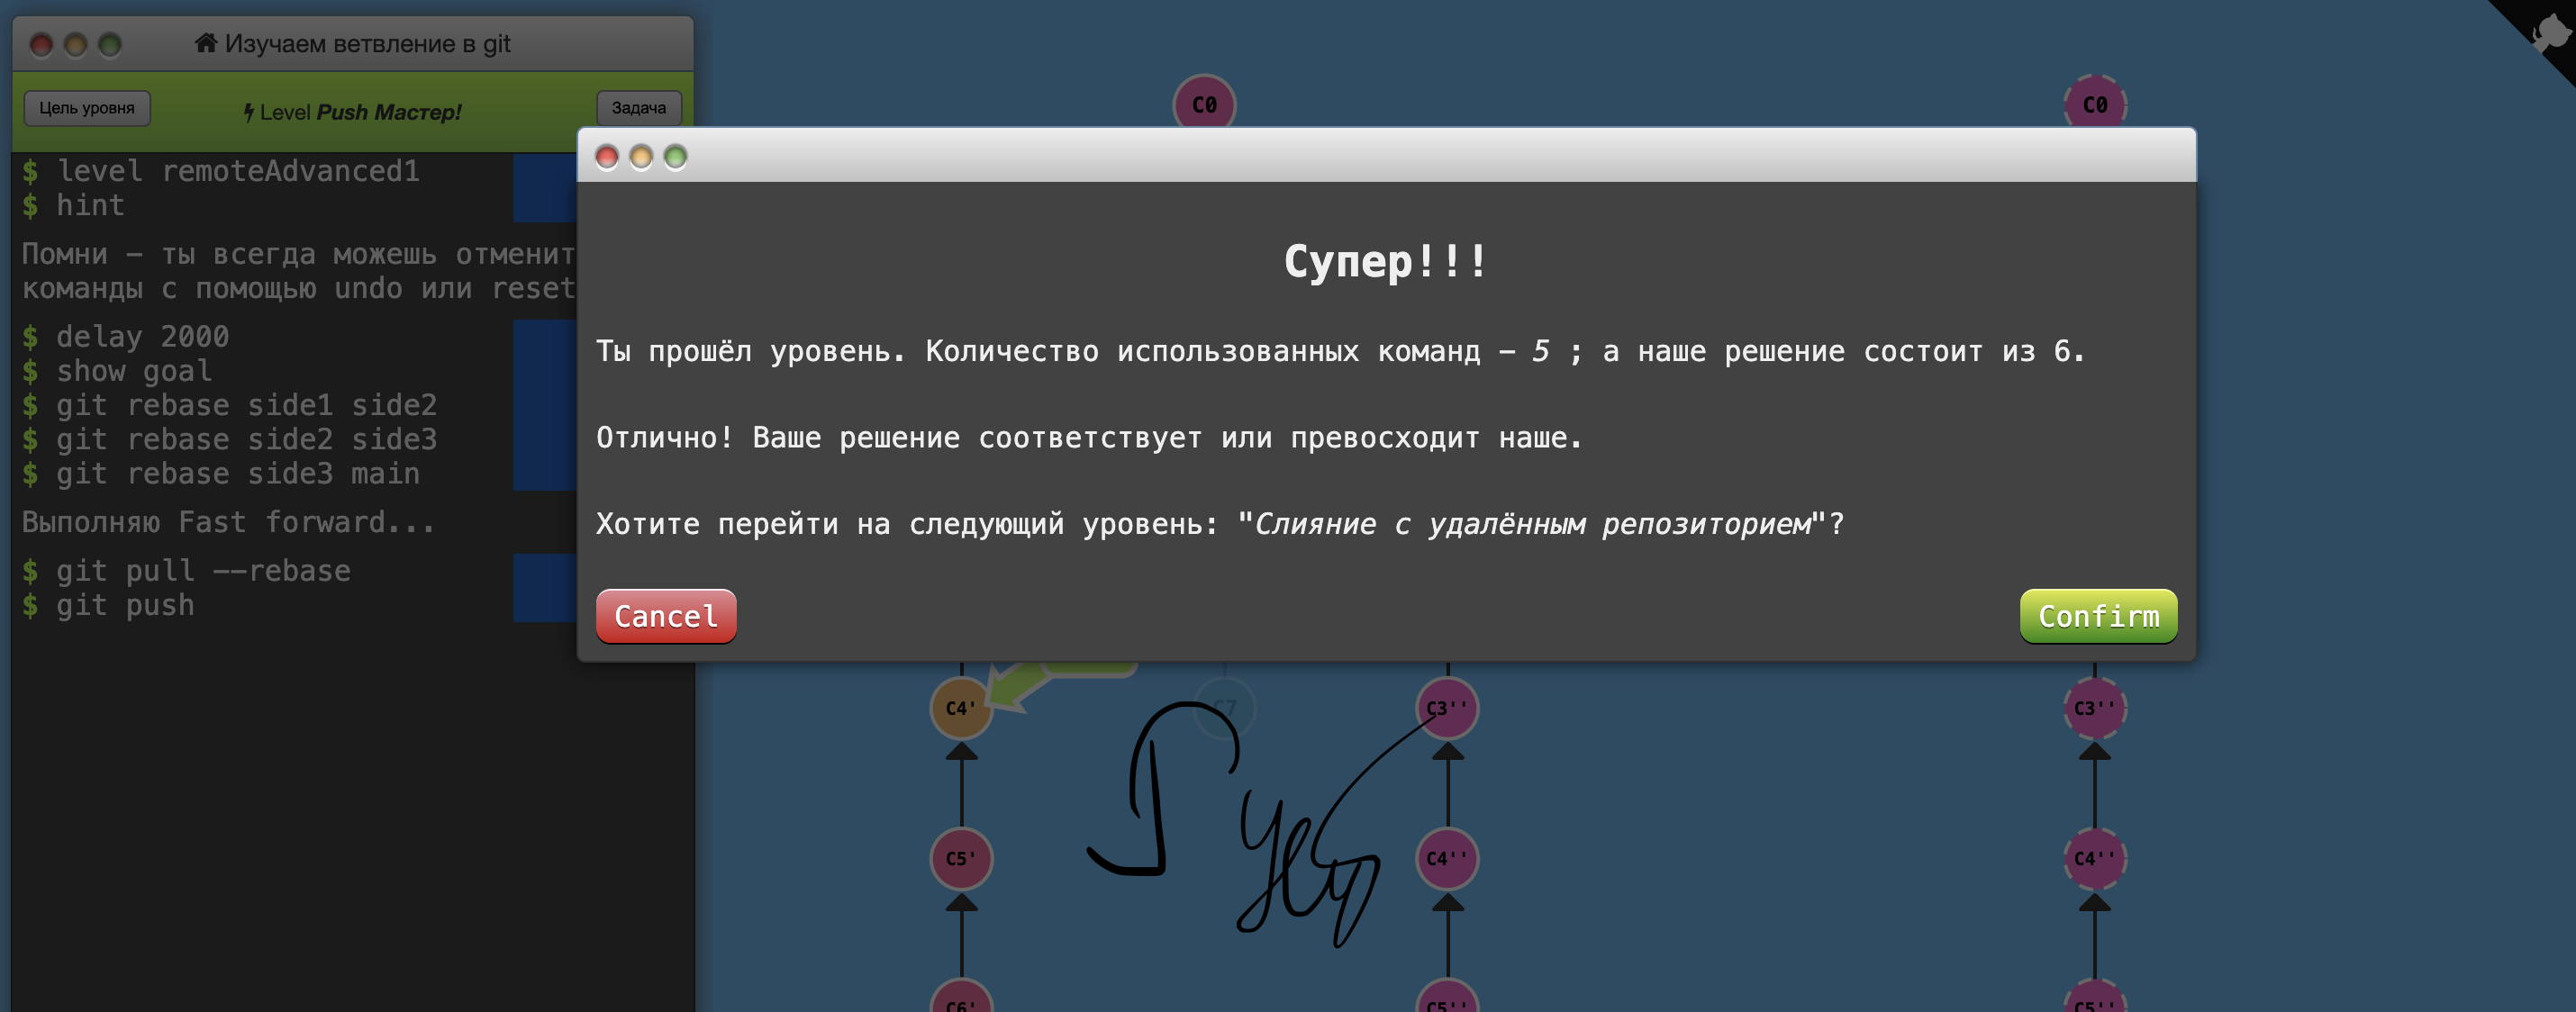 Изучаем ветвление в git
Цель уровня
Level Push Мастер!
Задача
$ level remoteAdvanced1
$ hint
Помни - ты всегда можешь отменит
команды с помощью undo или reset
$ delay 2000
$ show goal
$ git rebase side1 side2
$ git rebase side2 side3
$ git rebase side3 main
Выполняю Fast forward...
$ git pull --rebase
$ git push
C0
C0
Супер!!!
Ты прошёл уровень. Количество использованных команд - 5 ; а наше решение состоит из 6.
Отлично! Ваше решение соответствует или превосходит наше.
Хотите перейти на следующий уровень: "Слияние с удалённым репозиторием"?
Cancel
Confirm
C4'
C7
C3''
C3''
C5'
C4''
C4''
C6'
C5''
C5''